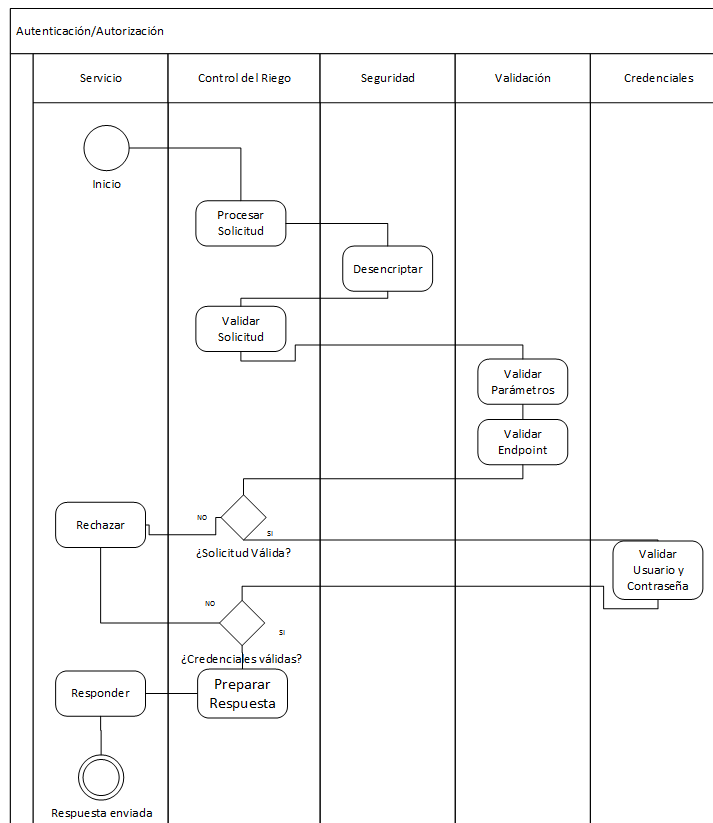 Autenticación/Autorización
Servicio
Control del Riego
Seguridad
Validación
Credenciales
Inicio
Procesar
Solicitud
Desencriptar
Validar
Solicitud
Validar
Parámetros
Validar
Endpoint
NO
Rechazar
SI
¿Solicitud Válida?
Validar
Usuario y
Contraseña
NO
SI
¿Credenciales válidas?
Preparar
Respuesta
Responder
Respuesta enviada